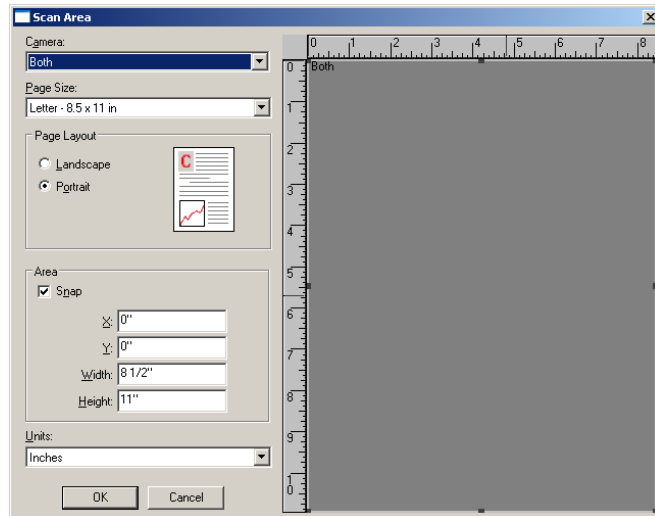 Scan Area
Camera:
Both
Page Size:
Letter - 8.5 x 11 in
Page Layout
Landscape
Portrait
C
Area
Snap
X: 0"
Y: 0"
Width: 8 1/2"
Height: 11"
Units:
Inches
OK Cancel
0 1 2 3 4 5 6 7 8
Both
0
1
2
3
4
5
6
7
8
9
10